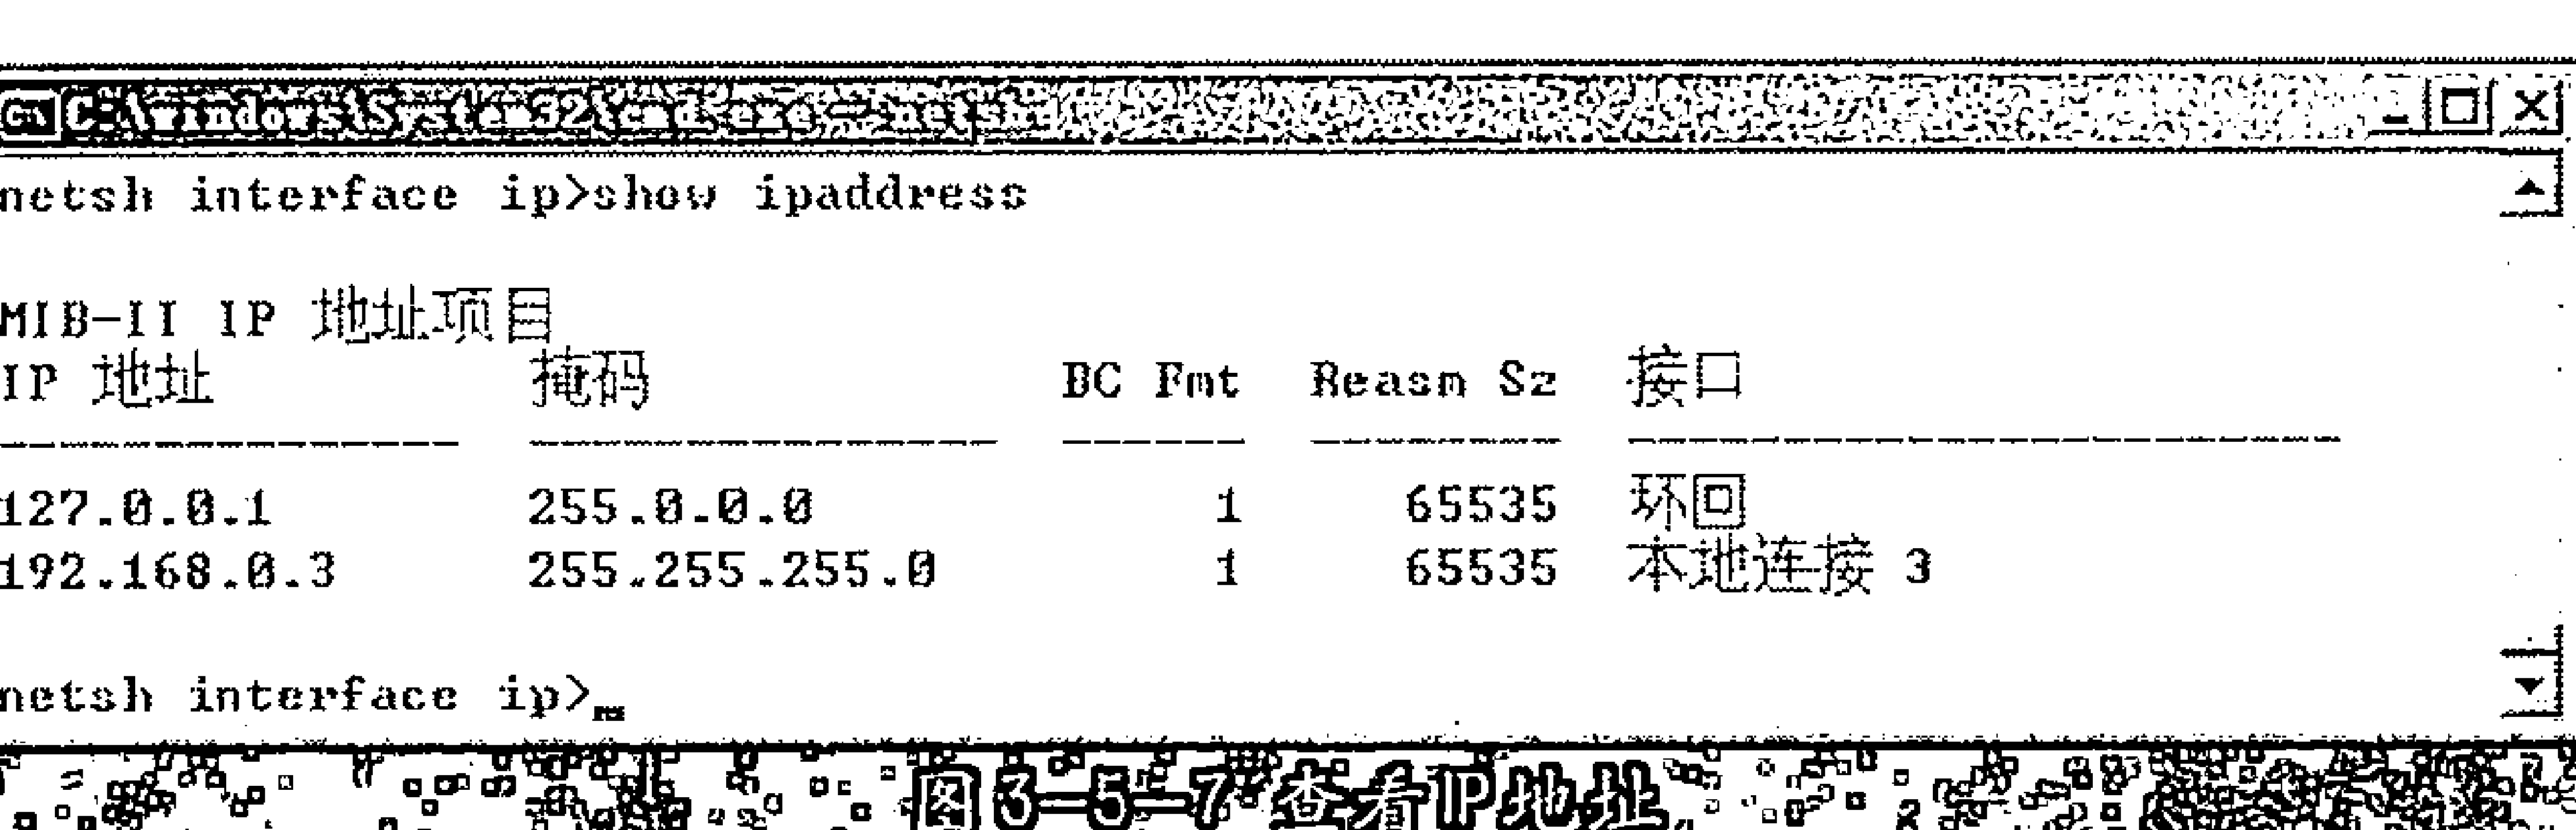 C:\windows\System32\cmd.exe - netsh
netsh interface ip>show ipaddress
MIB-II IP 地址项目
IP 地址 掩码 BC Fmt Reasm Sz 接口
--------------- --------------- ------ -------- -----------------------
127.0.0.1 255.0.0.0 1 65535 环回
192.168.0.3 255.255.255.0 1 65535 本地连接 3
netsh interface ip>_
图 3-5-7 查看IP地址